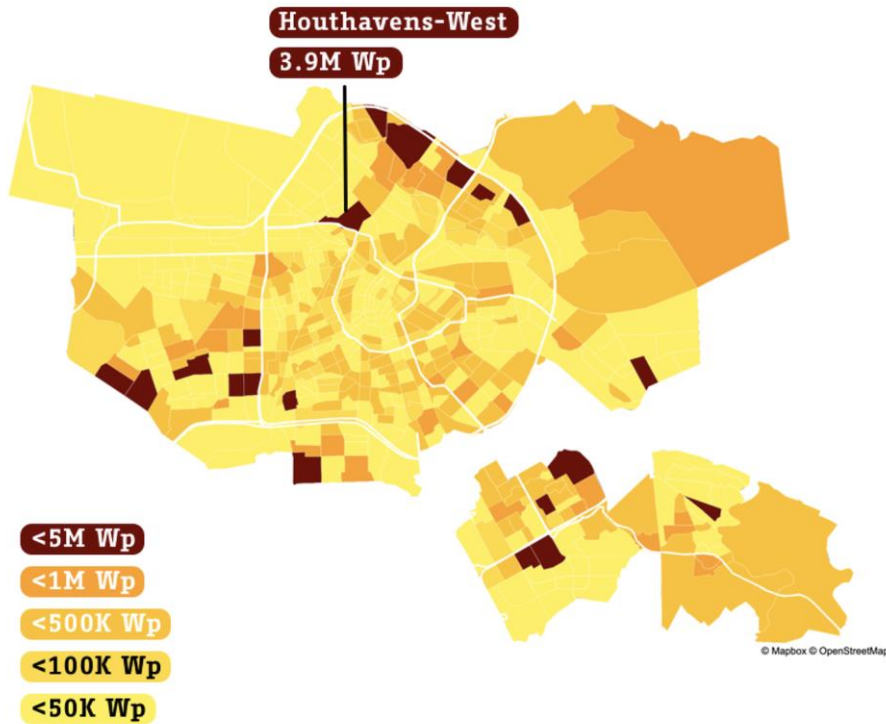 Houthavens-West
3.9M Wp
<5M Wp
<1M Wp
<500K Wp
<100K Wp
<50K Wp
© Mapbox © OpenStreetMap